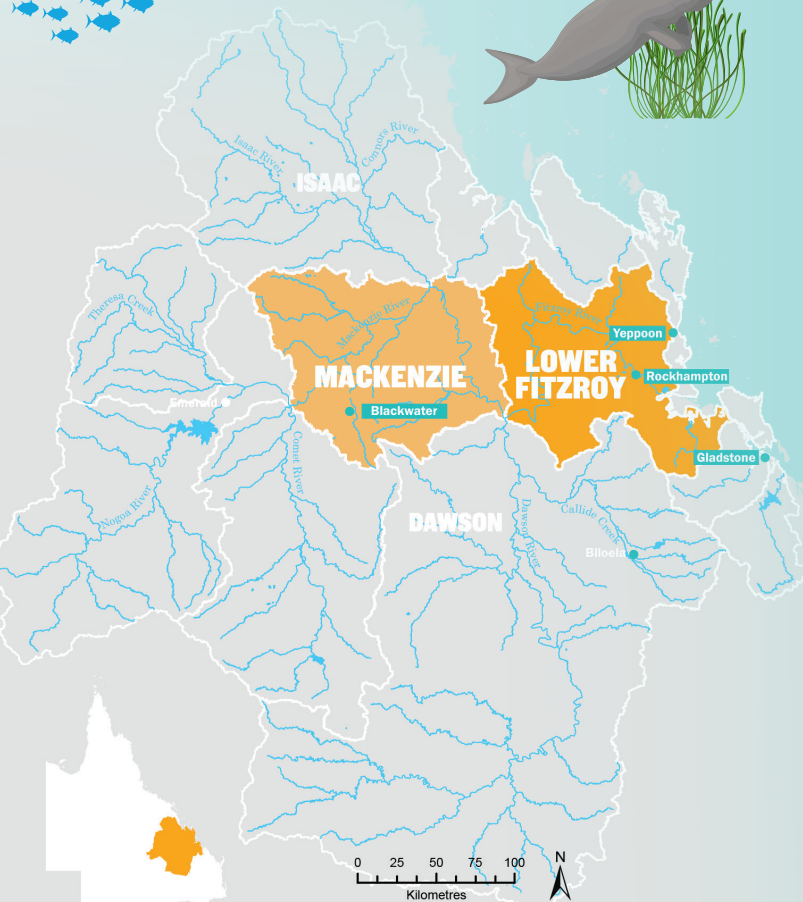 Isaac River
Connors River
ISAAC
Theresa Creek
Mackenzie River
Fitzroy River
Yeppoon
MACKENZIE
LOWER
FITZROY
Rockhampton
Emerald
Blackwater
Comet River
Gladstone
Nogoa River
DAWSON
Dawson River
Callide Creek
Biloela
0 25 50 75 100
Kilometres
N